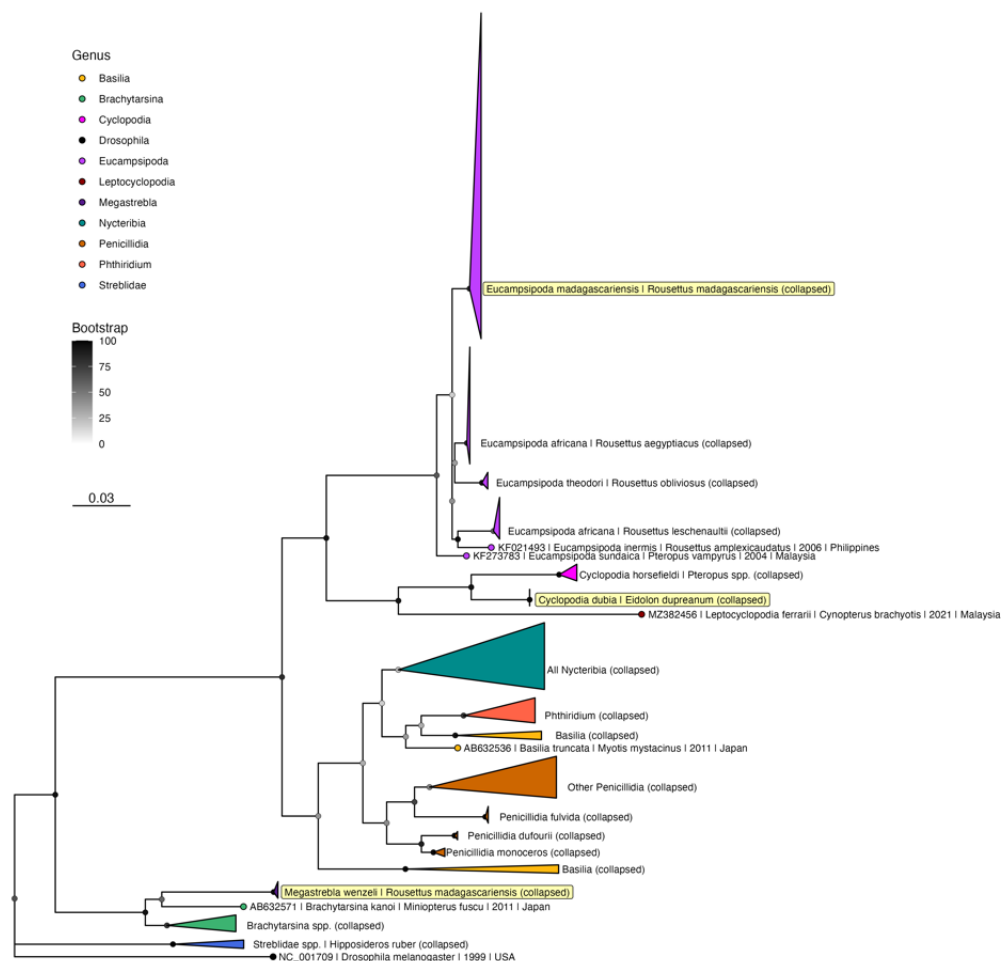 Genus
Basilia
Brachytarsina
Cyclopodia
Drosophila
Eucampsipoda
Leptocyclopodia
Megastrebla
Nycteribia
Penicillidia
Phthiridium
Streblidae
Bootstrap
100
75
50
25
0
0.03
Eucampsipoda madagascariensis | Rousettus madagascariensis (collapsed)
Eucampsipoda africana | Rousettus aegyptiacus (collapsed)
Eucampsipoda theodori | Rousettus obliviosus (collapsed)
Eucampsipoda africana | Rousettus leschenaultii (collapsed)
KF021493 | Eucampsipoda inermis | Rousettus amplexicaudatus | 2006 | Philippines
KF273783 | Eucampsipoda sundaica | Pteropus vampyrus | 2004 | Malaysia
Cyclopodia horsefieldi | Pteropus spp. (collapsed)
Cyclopodia dubia | Eidolon dupreanum (collapsed)
MZ382456 | Leptocyclopodia ferrarii | Cynopterus brachyotis | 2021 | Malaysia
All Nycteribia (collapsed)
Phthiridium (collapsed)
Basilia (collapsed)
AB632536 | Basilia truncata | Myotis mystacinus | 2011 | Japan
Other Penicillidia (collapsed)
Penicillidia fulvida (collapsed)
Penicillidia dufourii (collapsed)
Penicillidia monoceros (collapsed)
Basilia (collapsed)
Megastrebla wenzeli | Rousettus madagascariensis (collapsed)
AB632571 | Brachytarsina kanoi | Miniopterus fuscu | 2011 | Japan
Brachytarsina spp. (collapsed)
Streblidae spp. | Hipposideros ruber (collapsed)
NC_001709 | Drosophila melanogaster | 1999 | USA